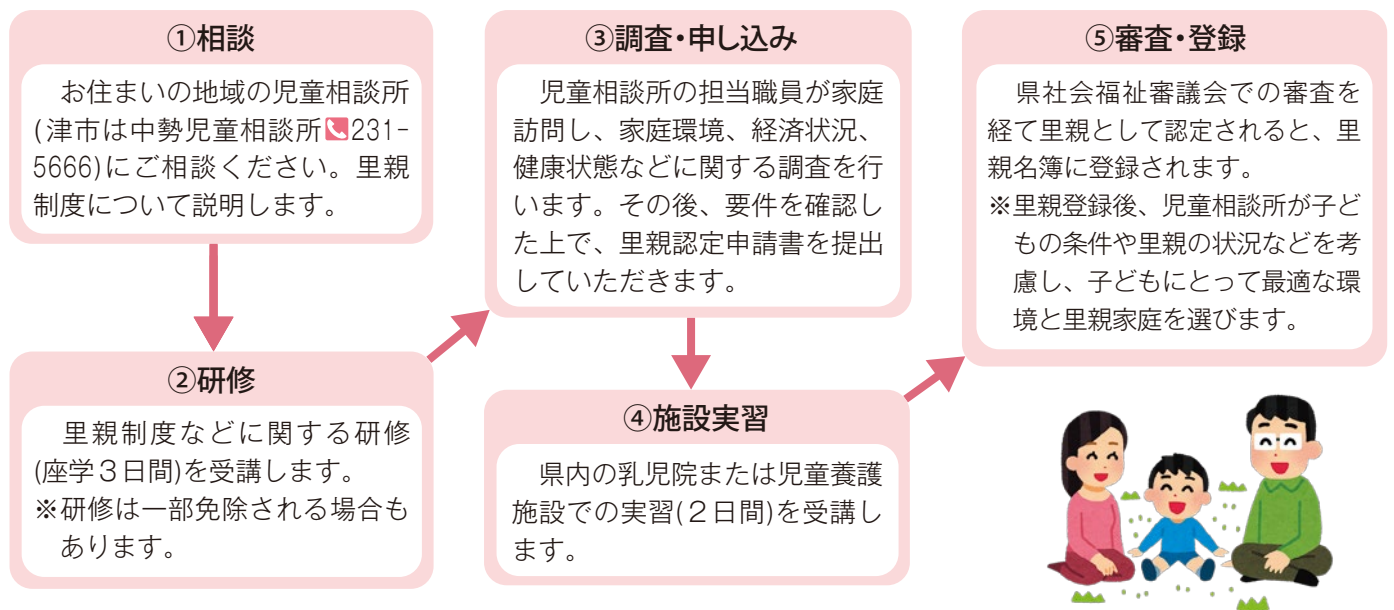 ①相談
お住まいの地域の児童相談所
(津市は中勢児童相談所231-
5666)にご相談ください。里親
制度について説明します。
②研修
里親制度などに関する研修
(座学3日間)を受講します。
※研修は一部免除される場合も
あります。
③調査・申し込み
児童相談所の担当職員が家庭
訪問し、家庭環境、経済状況、
健康状態などに関する調査を行
います。その後、要件を確認し
た上で、里親認定申請書を提出
していただきます。
④施設実習
県内の乳児院または児童養護
施設での実習(2日間)を受講し
ます。
⑤審査・登録
県社会福祉審議会での審査を
経て里親として認定されると、里
親名簿に登録されます。
※里親登録後、児童相談所が子ど
もの条件や里親の状況などを考
慮し、子どもにとって最適な環
境と里親家庭を選びます。